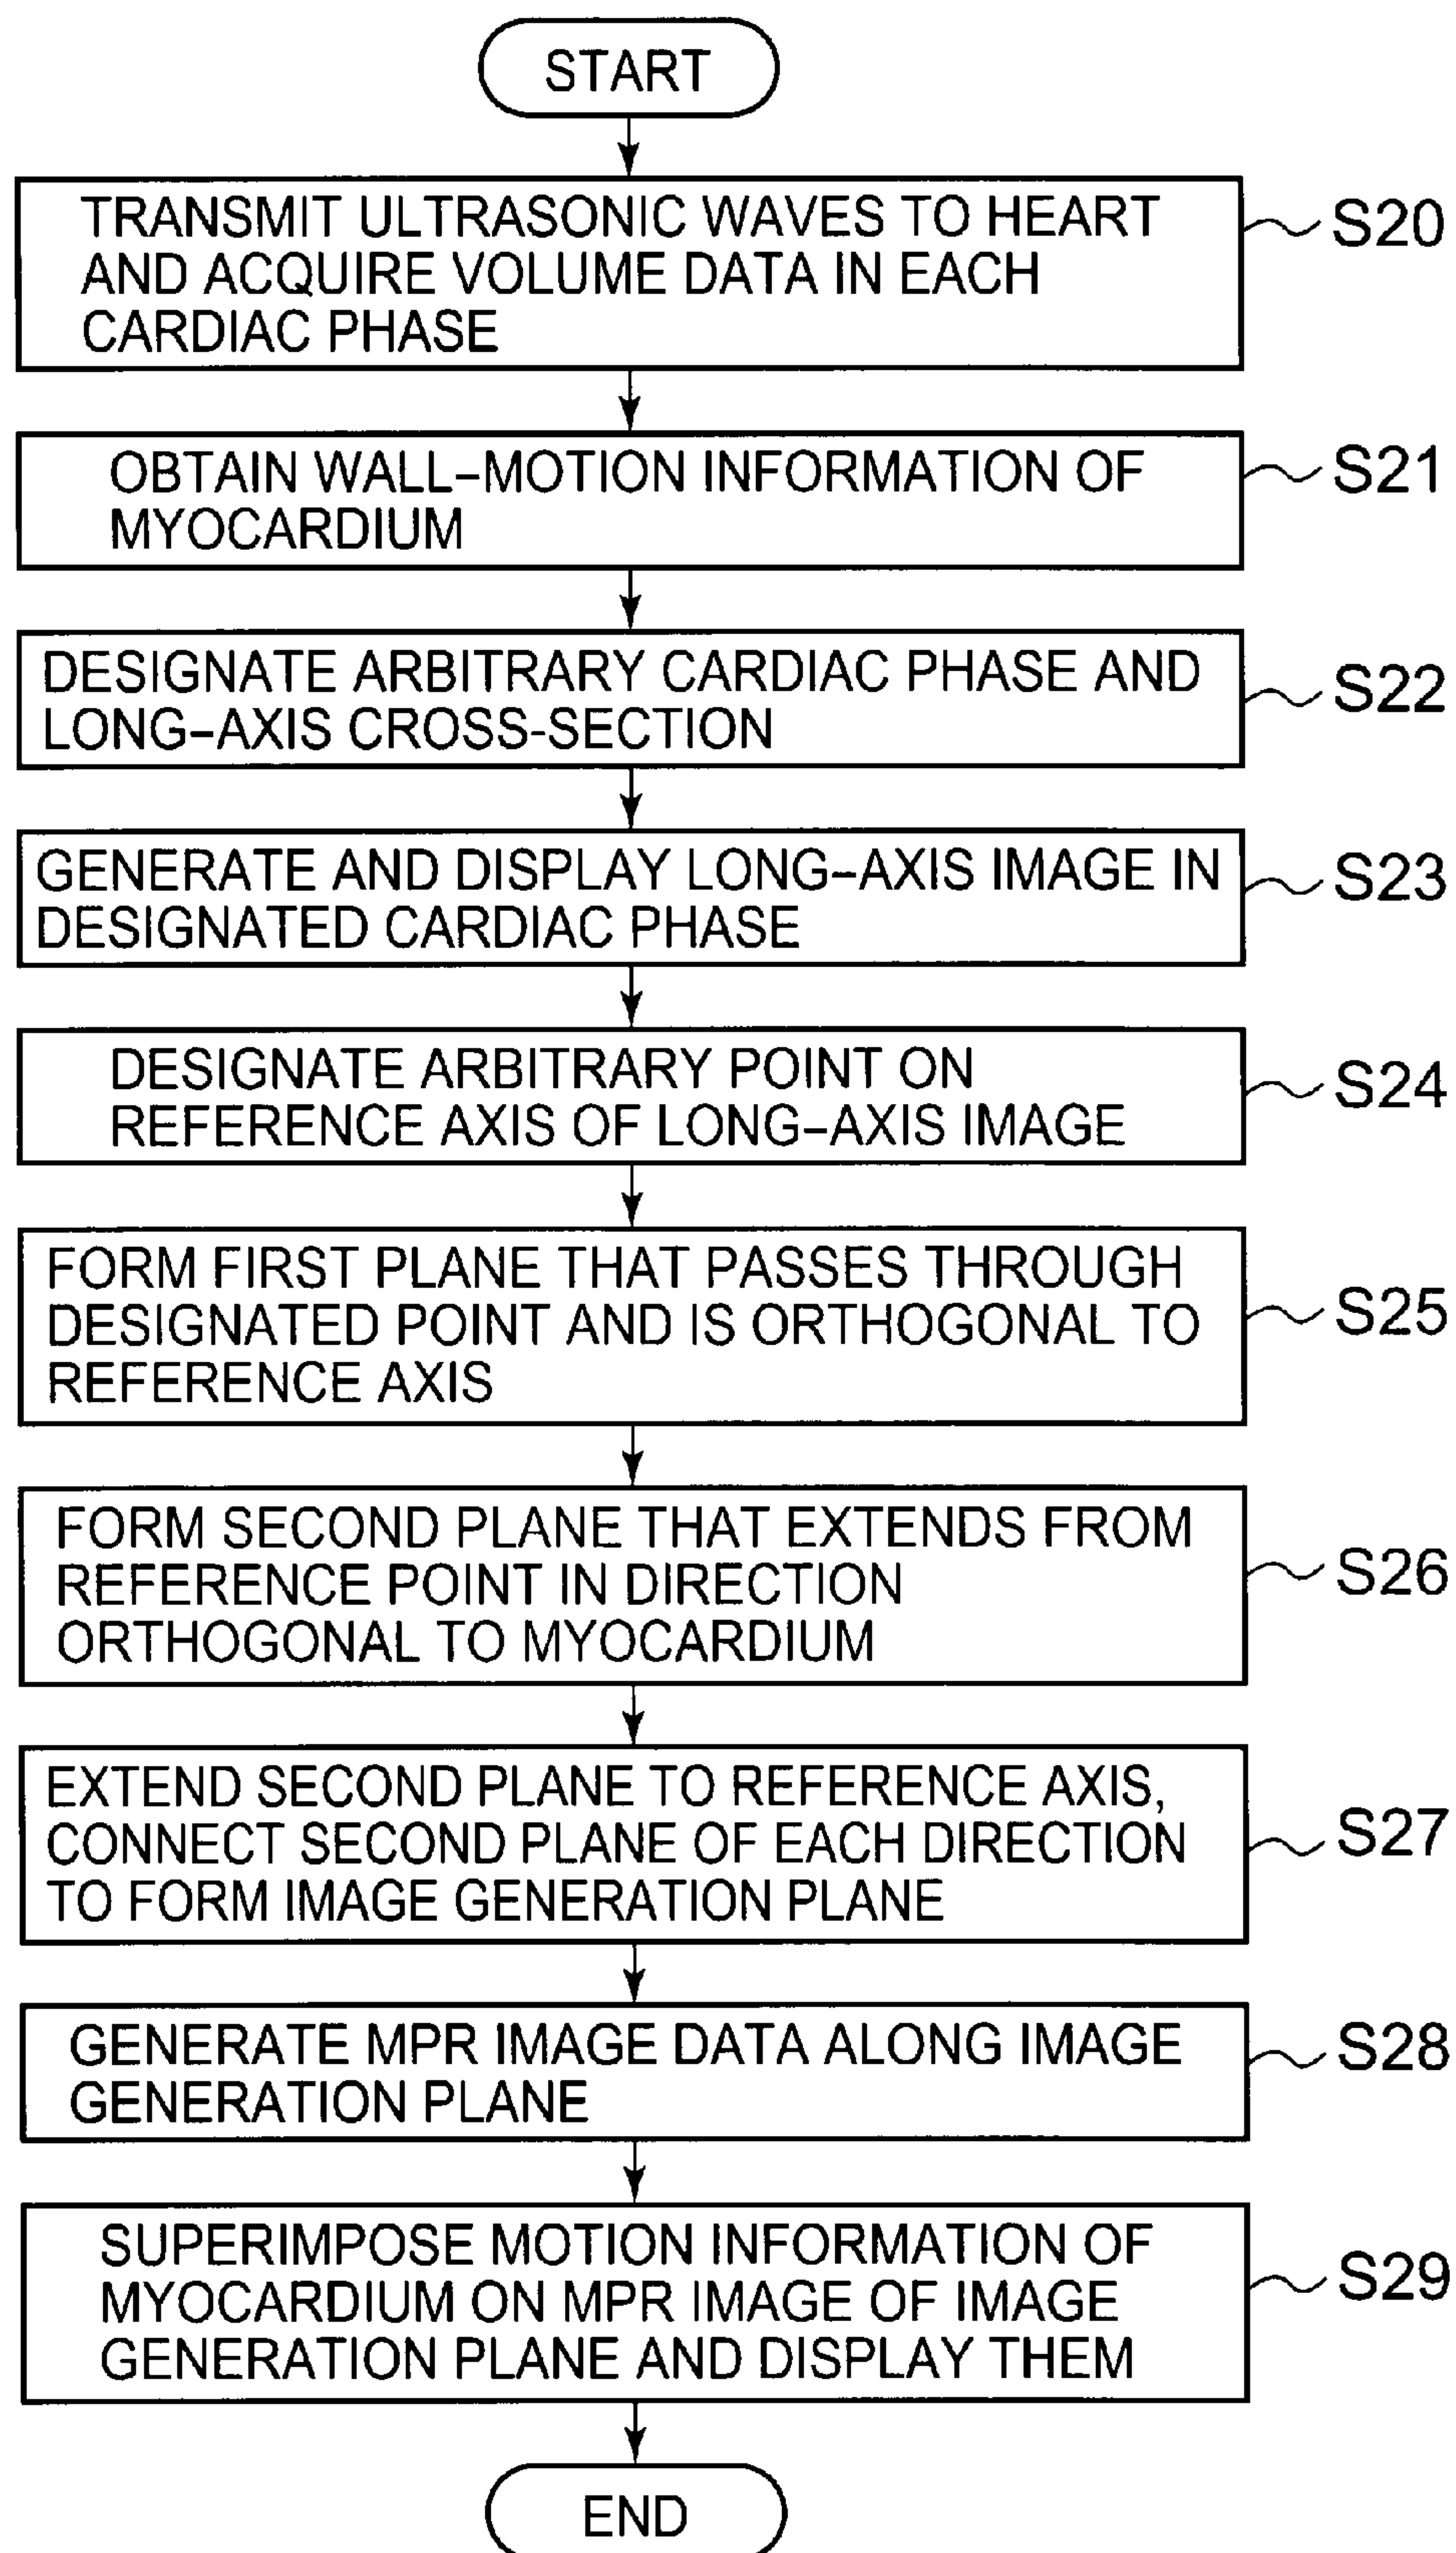 START
TRANSMIT ULTRASONIC WAVES TO HEART
AND ACQUIRE VOLUME DATA IN EACH
CARDIAC PHASE
S20
OBTAIN WALL-MOTION INFORMATION OF
MYOCARDIUM
S21
DESIGNATE ARBITRARY CARDIAC PHASE AND
LONG-AXIS CROSS-SECTION
S22
GENERATE AND DISPLAY LONG-AXIS IMAGE IN
DESIGNATED CARDIAC PHASE
S23
DESIGNATE ARBITRARY POINT ON
REFERENCE AXIS OF LONG-AXIS IMAGE
S24
FORM FIRST PLANE THAT PASSES THROUGH
DESIGNATED POINT AND IS ORTHOGONAL TO
REFERENCE AXIS
S25
FORM SECOND PLANE THAT EXTENDS FROM
REFERENCE POINT IN DIRECTION
ORTHOGONAL TO MYOCARDIUM
S26
EXTEND SECOND PLANE TO REFERENCE AXIS,
CONNECT SECOND PLANE OF EACH DIRECTION
TO FORM IMAGE GENERATION PLANE
S27
GENERATE MPR IMAGE DATA ALONG IMAGE
GENERATION PLANE
S28
SUPERIMPOSE MOTION INFORMATION OF
MYOCARDIUM ON MPR IMAGE OF IMAGE
GENERATION PLANE AND DISPLAY THEM
S29
END